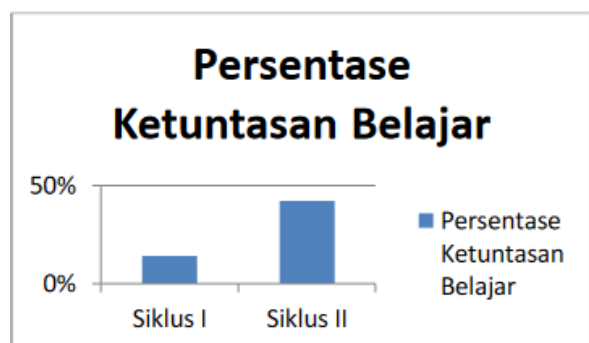 Persentase
Ketuntasan Belajar
50%
0%
Siklus I
Siklus II
Persentase
Ketuntasan
Belajar